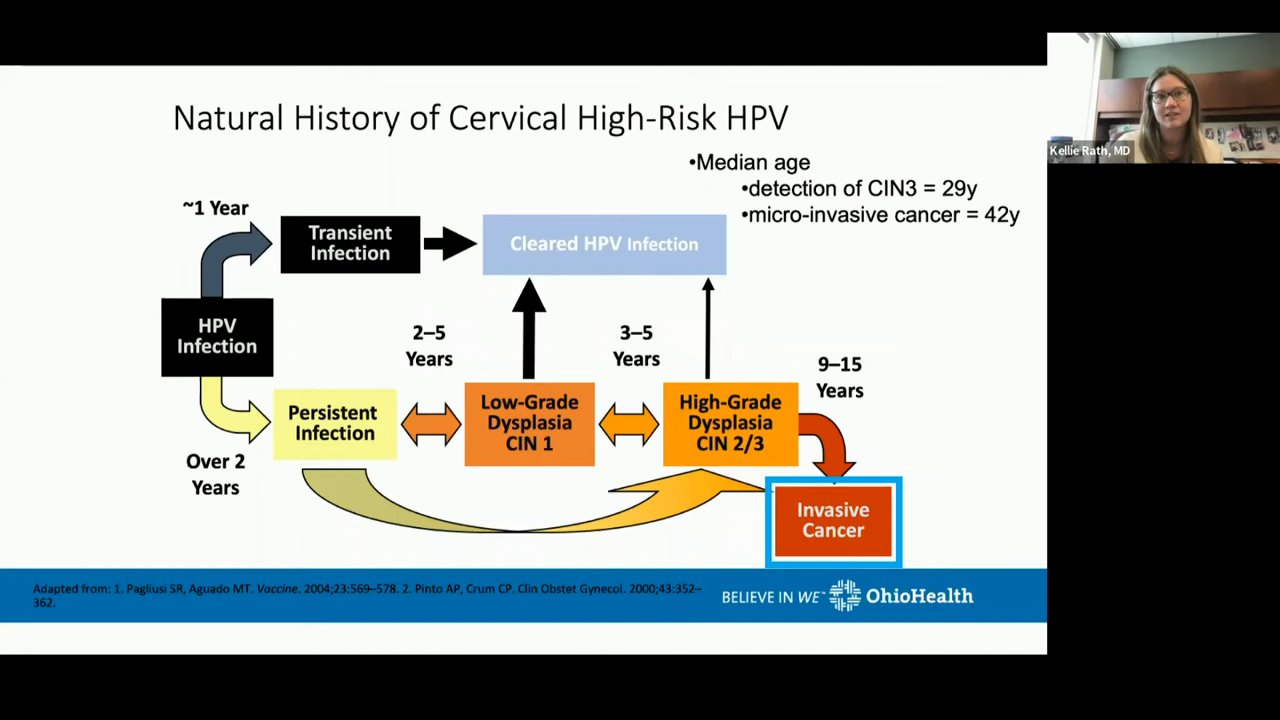 Natural History of Cervical High-Risk HPV
•Median age
•detection of CIN3 = 29y
•micro-invasive cancer = 42y
Kellie Rath, MD
~1 Year
Transient
Infection
Cleared HPV Infection
HPV
Infection
2–5
Years
3–5
Years
9–15
Years
Persistent
Infection
Low-Grade
Dysplasia
CIN 1
High-Grade
Dysplasia
CIN 2/3
Over 2
Years
Invasive
Cancer
Adapted from: 1. Pagliusi SR, Aguado MT. Vaccine. 2004;23:569–578. 2. Pinto AP, Crum CP. Clin Obstet Gynecol. 2000;43:352–
362.
BELIEVE IN WE℠ OhioHealth